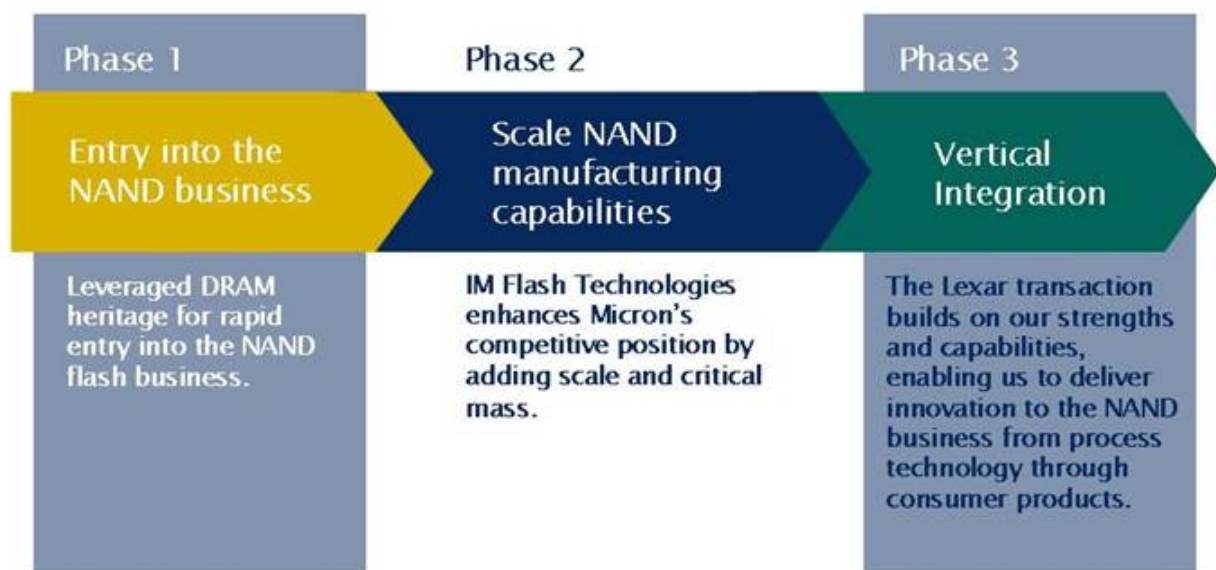 Phase 1
Entry into the
NAND business
Leveraged DRAM
heritage for rapid
entry into the NAND
flash business.
Phase 2
Scale NAND
manufacturing
capabilities
IM Flash Technologies
enhances Micron’s
competitive position by
adding scale and critical
mass.
Phase 3
Vertical
Integration
The Lexar transaction
builds on our strengths
and capabilities,
enabling us to deliver
innovation to the NAND
business from process
technology through
consumer products.